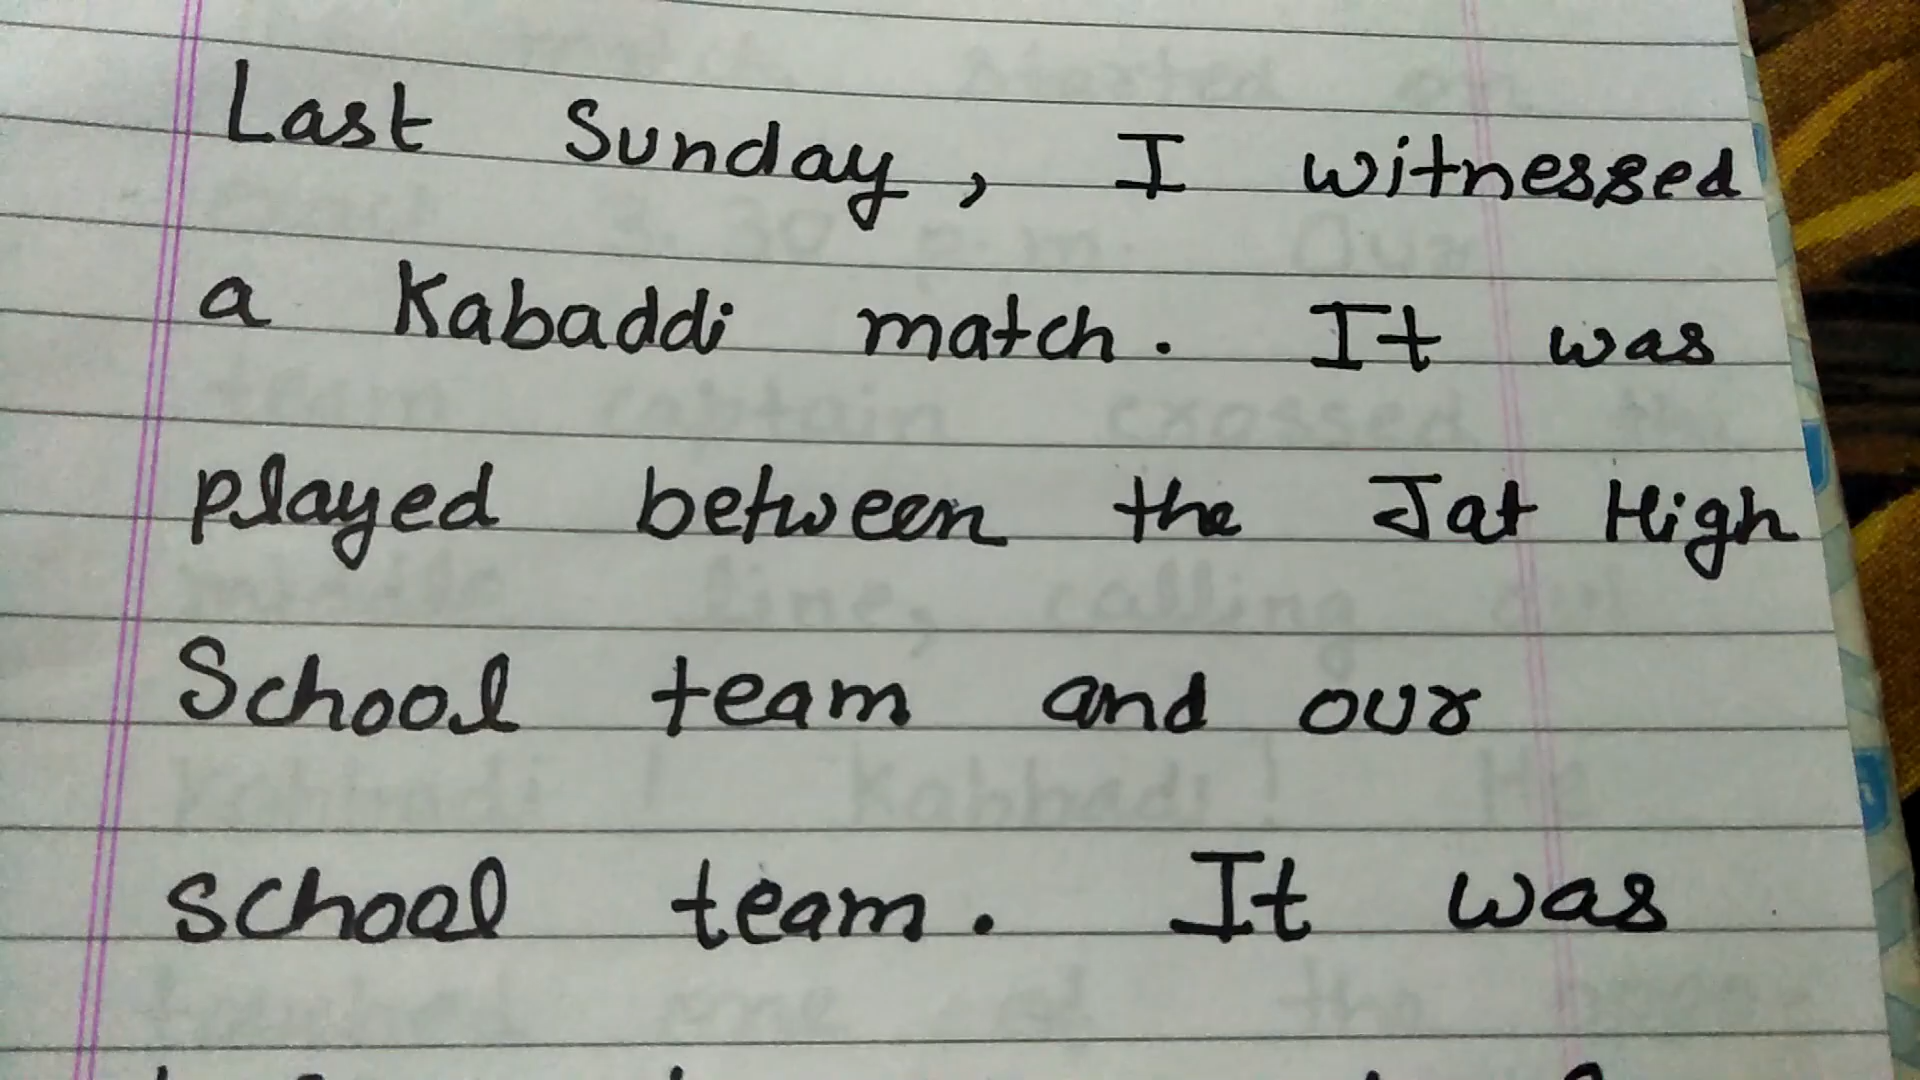 Last Sunday, I witnessed
a Kabaddi match. It was
played between the Jat High
School team and our
school team. It was